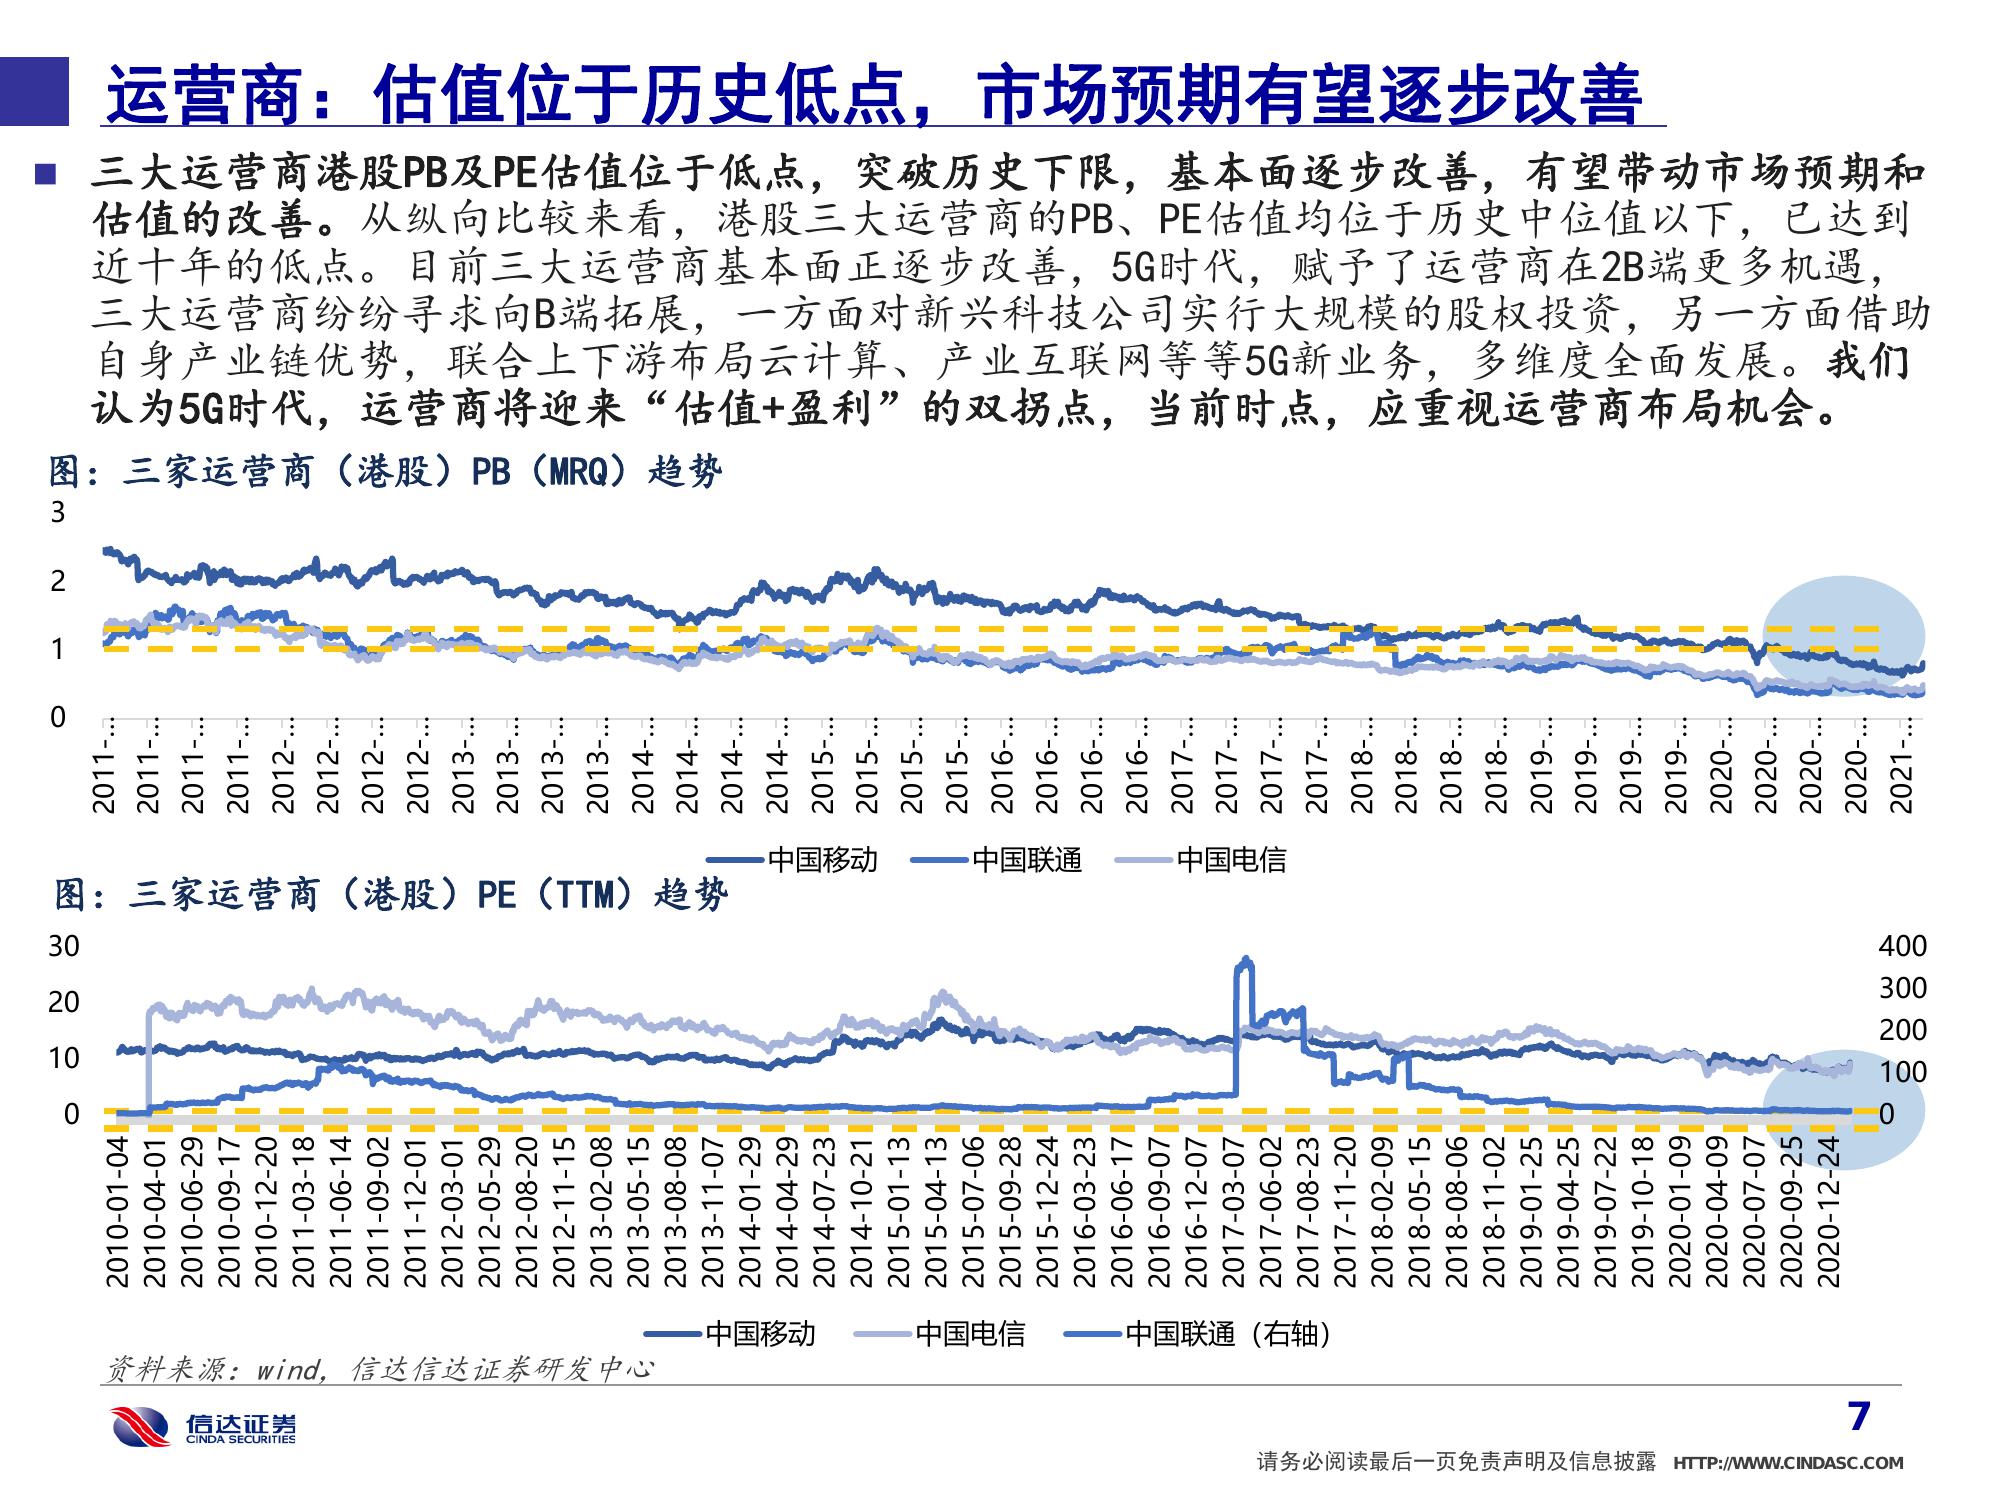 运营商：估值位于历史低点，市场预期有望逐步改善
三大运营商港股PB及PE估值位于低点，突破历史下限，基本面逐步改善，有望带动市场预期和
估值的改善。从纵向比较来看，港股三大运营商的PB、PE估值均位于历史中位值以下，已达到
近十年的低点。目前三大运营商基本面正逐步改善，5G时代，赋予了运营商在2B端更多机遇，
三大运营商纷纷寻求向B端拓展，一方面对新兴科技公司实行大规模的股权投资，另一方面借助
自身产业链优势，联合上下游布局云计算、产业互联网等等5G新业务，多维度全面发展。我们
认为5G时代，运营商将迎来“估值+盈利”的双拐点，当前时点，应重视运营商布局机会。
图：三家运营商（港股）PB（MRQ）趋势
3
2
1
0
2011-... 2011-... 2011-... 2011-... 2012-... 2012-... 2012-... 2012-... 2013-... 2013-... 2013-... 2013-... 2014-... 2014-... 2014-... 2014-... 2015-... 2015-... 2015-... 2015-... 2016-... 2016-... 2016-... 2016-... 2017-... 2017-... 2017-... 2017-... 2018-... 2018-... 2018-... 2018-... 2019-... 2019-... 2019-... 2019-... 2020-... 2020-... 2020-... 2020-... 2021-...
中国移动 中国联通 中国电信
图：三家运营商（港股）PE（TTM）趋势
30 400
300
20 200
10 100
0 0
2010-01-04 2010-04-01 2010-06-29 2010-09-17 2010-12-20 2011-03-18 2011-06-14 2011-09-02 2011-12-01 2012-03-01 2012-05-29 2012-08-20 2012-11-15 2013-02-08 2013-05-15 2013-08-08 2013-11-07 2014-01-29 2014-04-29 2014-07-23 2014-10-21 2015-01-13 2015-04-13 2015-07-06 2015-09-28 2015-12-24 2016-03-23 2016-06-17 2016-09-07 2016-12-07 2017-03-07 2017-06-02 2017-08-23 2017-11-20 2018-02-09 2018-05-15 2018-08-06 2018-11-02 2019-01-25 2019-04-25 2019-07-22 2019-10-18 2020-01-09 2020-04-09 2020-07-07 2020-09-25 2020-12-24
中国移动 中国电信 中国联通（右轴）
资料来源：wind，信达信达证券研发中心
信达证券
CINDA SECURITIES
7
请务必阅读最后一页免责声明及信息披露 HTTP://WWW.CINDASC.COM